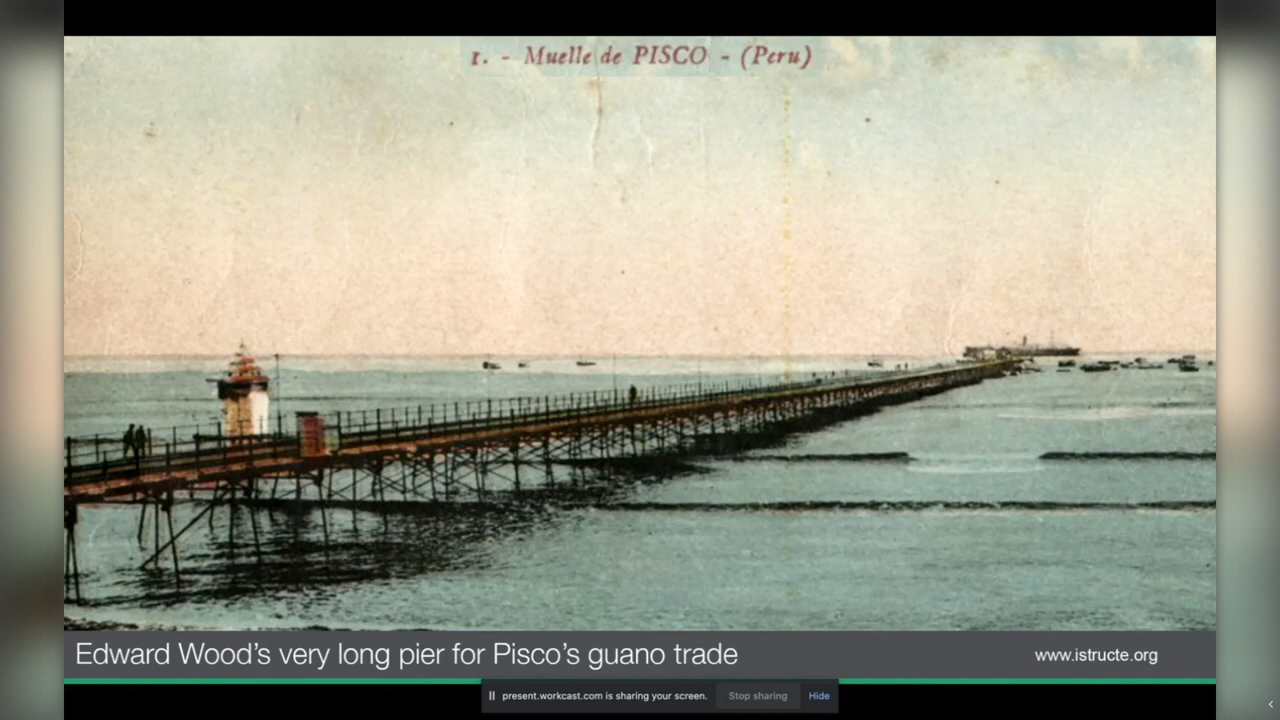 1. - Muelle de PISCO - (Peru)
Edward Wood's very long pier for Pisco's guano trade
www.istructe.org
present.workcast.com is sharing your screen.
Stop sharing
Hide